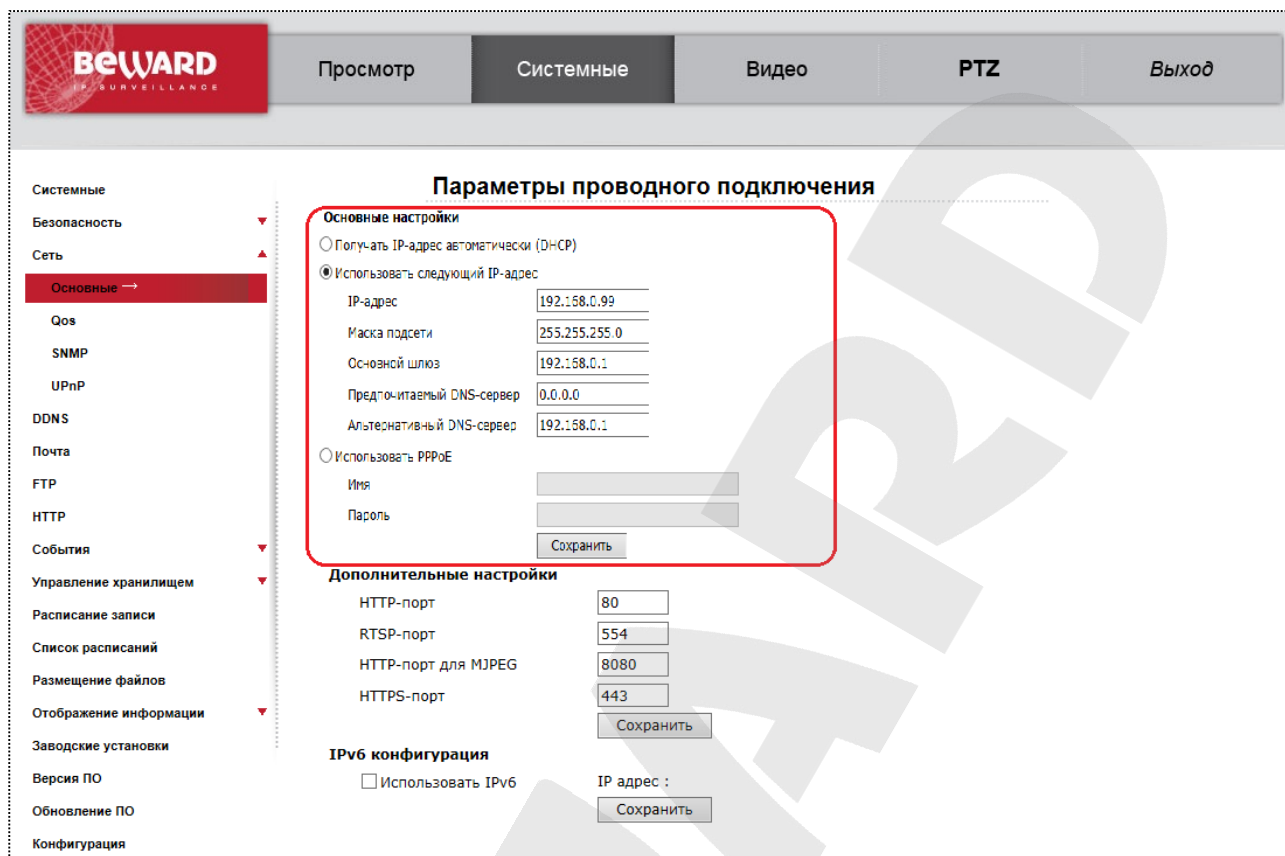 BEWARD
IP SURVEILLANCE
Просмотр
Системные
Видео
PTZ
Выход
Системные
Безопасность
Сеть
Основные →
Qos
SNMP
UPnP
DDNS
Почта
FTP
HTTP
События
Управление хранилищем
Расписание записи
Список расписаний
Размещение файлов
Отображение информации
Заводские установки
Версия ПО
Обновление ПО
Конфигурация
Параметры проводного подключения
Основные настройки
Получать IP-адрес автоматически (DHCP)
Использовать следующий IP-адрес
IP-адрес 192.168.0.99
Маска подсети 255.255.255.0
Основной шлюз 192.168.0.1
Предпочитаемый DNS-сервер 0.0.0.0
Альтернативный DNS-сервер 192.168.0.1
Использовать PPPoE
Имя
Пароль
Сохранить
Дополнительные настройки
HTTP-порт 80
RTSP-порт 554
HTTP-порт для MJPEG 8080
HTTPS-порт 443
Сохранить
IPv6 конфигурация
Использовать IPv6 IP адрес :
Сохранить
WARD